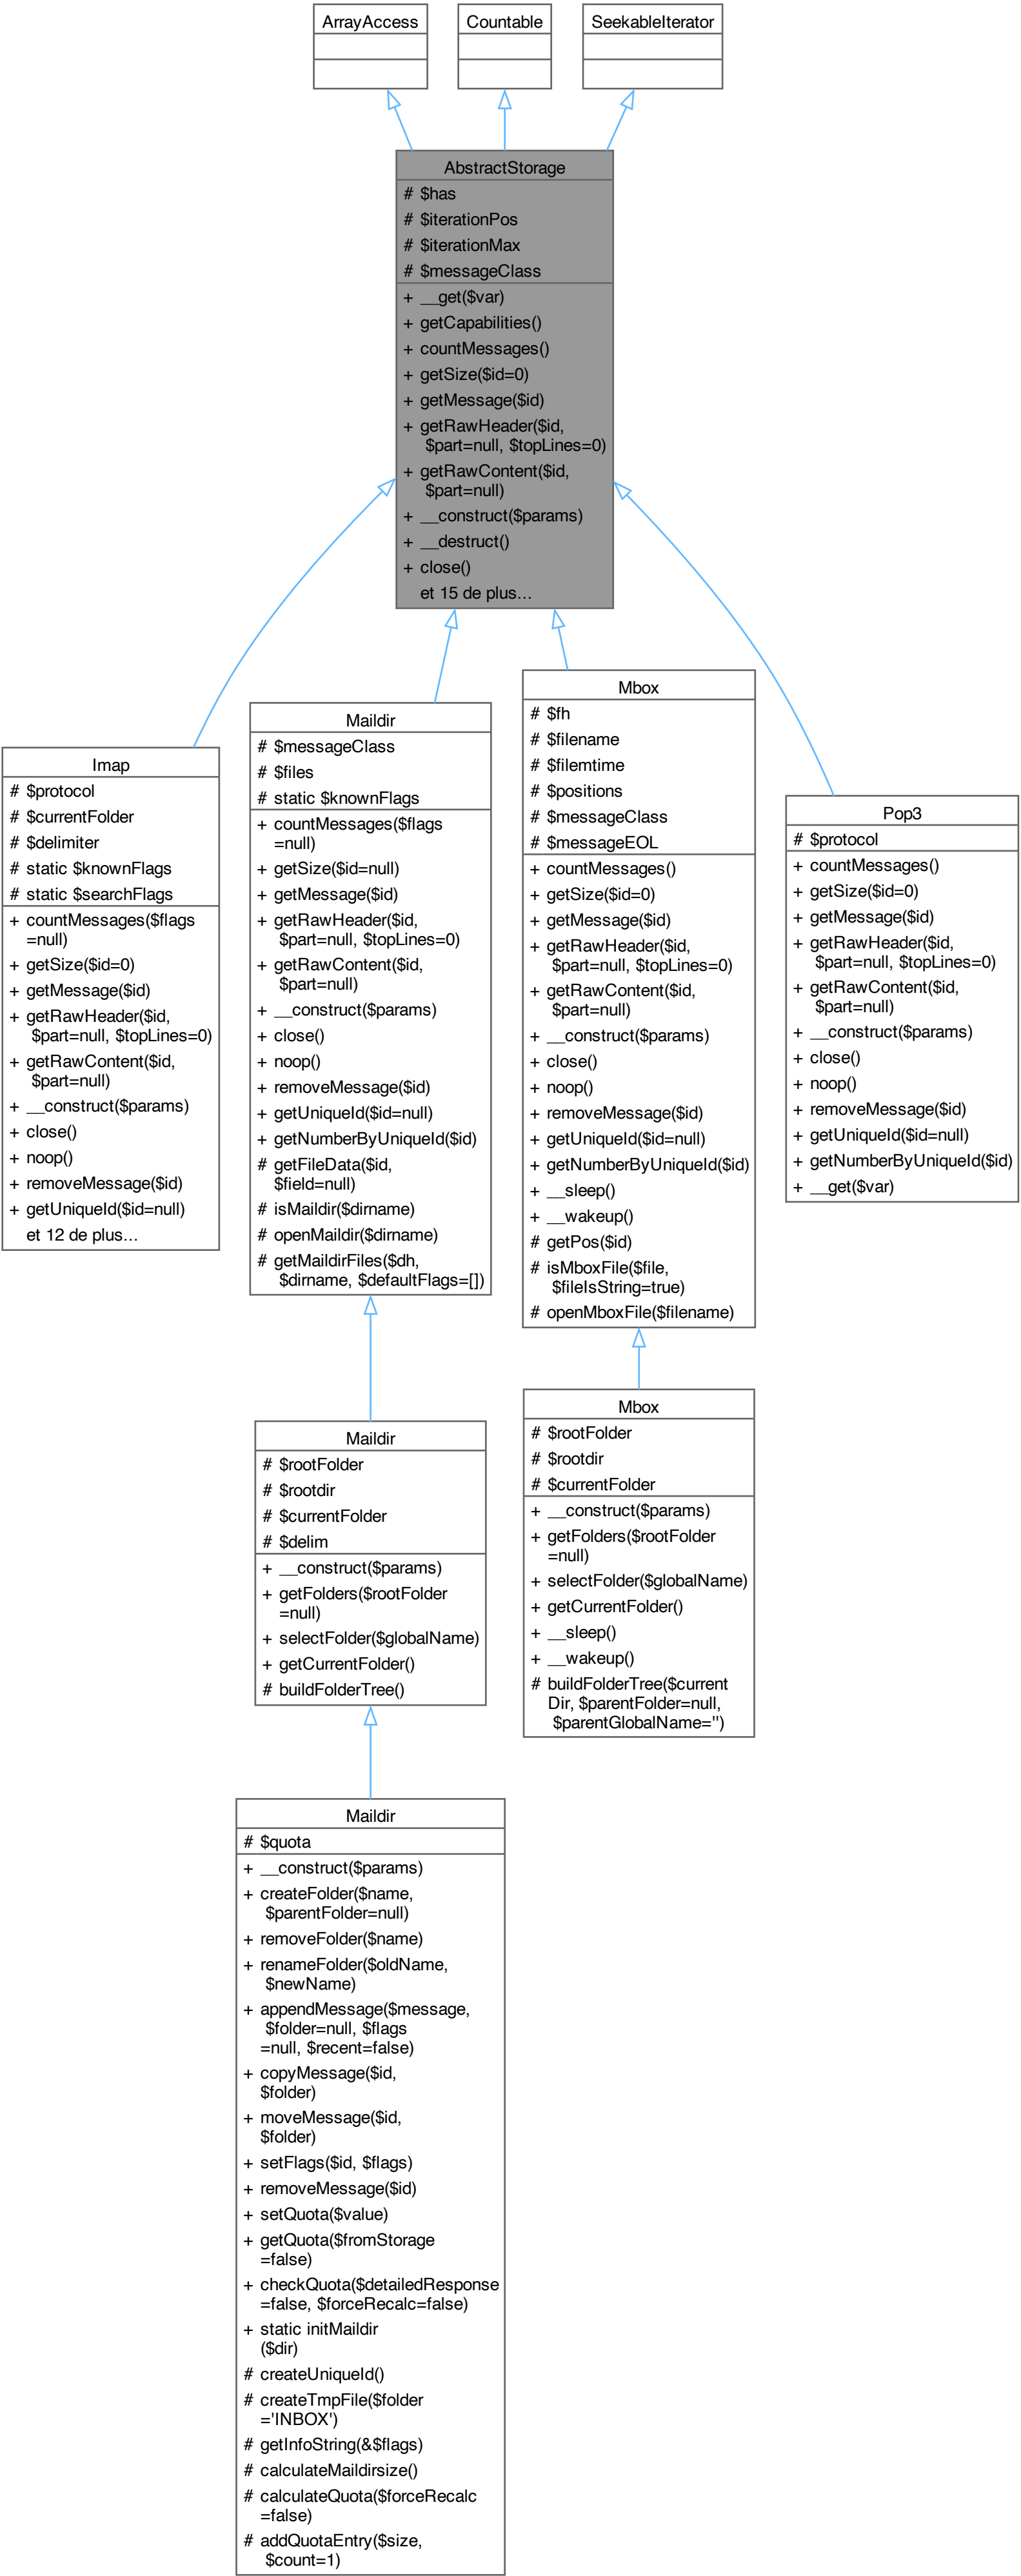 ArrayAccess
Countable
SeekableIterator
AbstractStorage
# $has
# $iterationPos
# $iterationMax
# $messageClass
+ __get($var)
+ getCapabilities()
+ countMessages()
+ getSize($id=0)
+ getMessage($id)
+ getRawHeader($id,
$part=null, $topLines=0)
+ getRawContent($id,
$part=null)
+ __construct($params)
+ __destruct()
+ close()
et 15 de plus...
Imap
# $protocol
# $currentFolder
# $delimiter
# static $knownFlags
# static $searchFlags
+ countMessages($flags
=null)
+ getSize($id=0)
+ getMessage($id)
+ getRawHeader($id,
$part=null, $topLines=0)
+ getRawContent($id,
$part=null)
+ __construct($params)
+ close()
+ noop()
+ removeMessage($id)
+ getUniqueId($id=null)
et 12 de plus...
Maildir
# $messageClass
# $files
# static $knownFlags
+ countMessages($flags
=null)
+ getSize($id=null)
+ getMessage($id)
+ getRawHeader($id,
$part=null, $topLines=0)
+ getRawContent($id,
$part=null)
+ __construct($params)
+ close()
+ noop()
+ removeMessage($id)
+ getUniqueId($id=null)
+ getNumberByUniqueId($id)
# getFileData($id,
$field=null)
# isMaildir($dirname)
# openMaildir($dirname)
# getMaildirFiles($dh,
$dirname, $defaultFlags=[])
Mbox
# $fh
# $filename
# $filemtime
# $positions
# $messageClass
# $messageEOL
+ countMessages()
+ getSize($id=0)
+ getMessage($id)
+ getRawHeader($id,
$part=null, $topLines=0)
+ getRawContent($id,
$part=null)
+ __construct($params)
+ close()
+ noop()
+ removeMessage($id)
+ getUniqueId($id=null)
+ getNumberByUniqueId($id)
+ __sleep()
+ __wakeup()
# getPos($id)
# isMboxFile($file,
$fileIsString=true)
# openMboxFile($filename)
Pop3
# $protocol
+ countMessages()
+ getSize($id=0)
+ getMessage($id)
+ getRawHeader($id,
$part=null, $topLines=0)
+ getRawContent($id,
$part=null)
+ __construct($params)
+ close()
+ noop()
+ removeMessage($id)
+ getUniqueId($id=null)
+ getNumberByUniqueId($id)
+ __get($var)
Maildir
# $rootFolder
# $rootdir
# $currentFolder
# $delim
+ __construct($params)
+ getFolders($rootFolder
=null)
+ selectFolder($globalName)
+ getCurrentFolder()
# buildFolderTree()
Mbox
# $rootFolder
# $rootdir
# $currentFolder
+ __construct($params)
+ getFolders($rootFolder
=null)
+ selectFolder($globalName)
+ getCurrentFolder()
+ __sleep()
+ __wakeup()
# buildFolderTree($current
Dir, $parentFolder=null,
$parentGlobalName='')
Maildir
# $quota
+ __construct($params)
+ createFolder($name,
$parentFolder=null)
+ removeFolder($name)
+ renameFolder($oldName,
$newName)
+ appendMessage($message,
$folder=null, $flags
=null, $recent=false)
+ copyMessage($id,
$folder)
+ moveMessage($id,
$folder)
+ setFlags($id, $flags)
+ removeMessage($id)
+ setQuota($value)
+ getQuota($fromStorage
=false)
+ checkQuota($detailedResponse
=false, $forceRecalc=false)
+ static initMaildir
($dir)
# createUniqueId()
# createTmpFile($folder
='INBOX')
# getInfoString(&$flags)
# calculateMaildirsize()
# calculateQuota($forceRecalc
=false)
# addQuotaEntry($size,
$count=1)